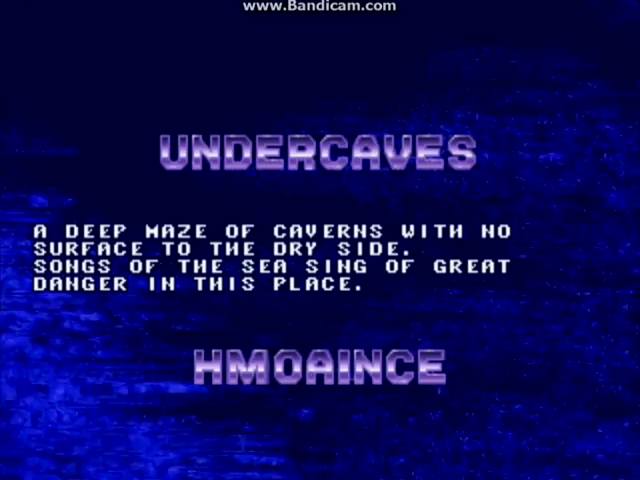 www.Bandicam.com
UNDERCAVES
A DEEP MAZE OF CAVERNS WITH NO
SURFACE TO THE DRY SIDE.
SONGS OF THE SEA SING OF GREAT
DANGER IN THIS PLACE.
HMOAINCE